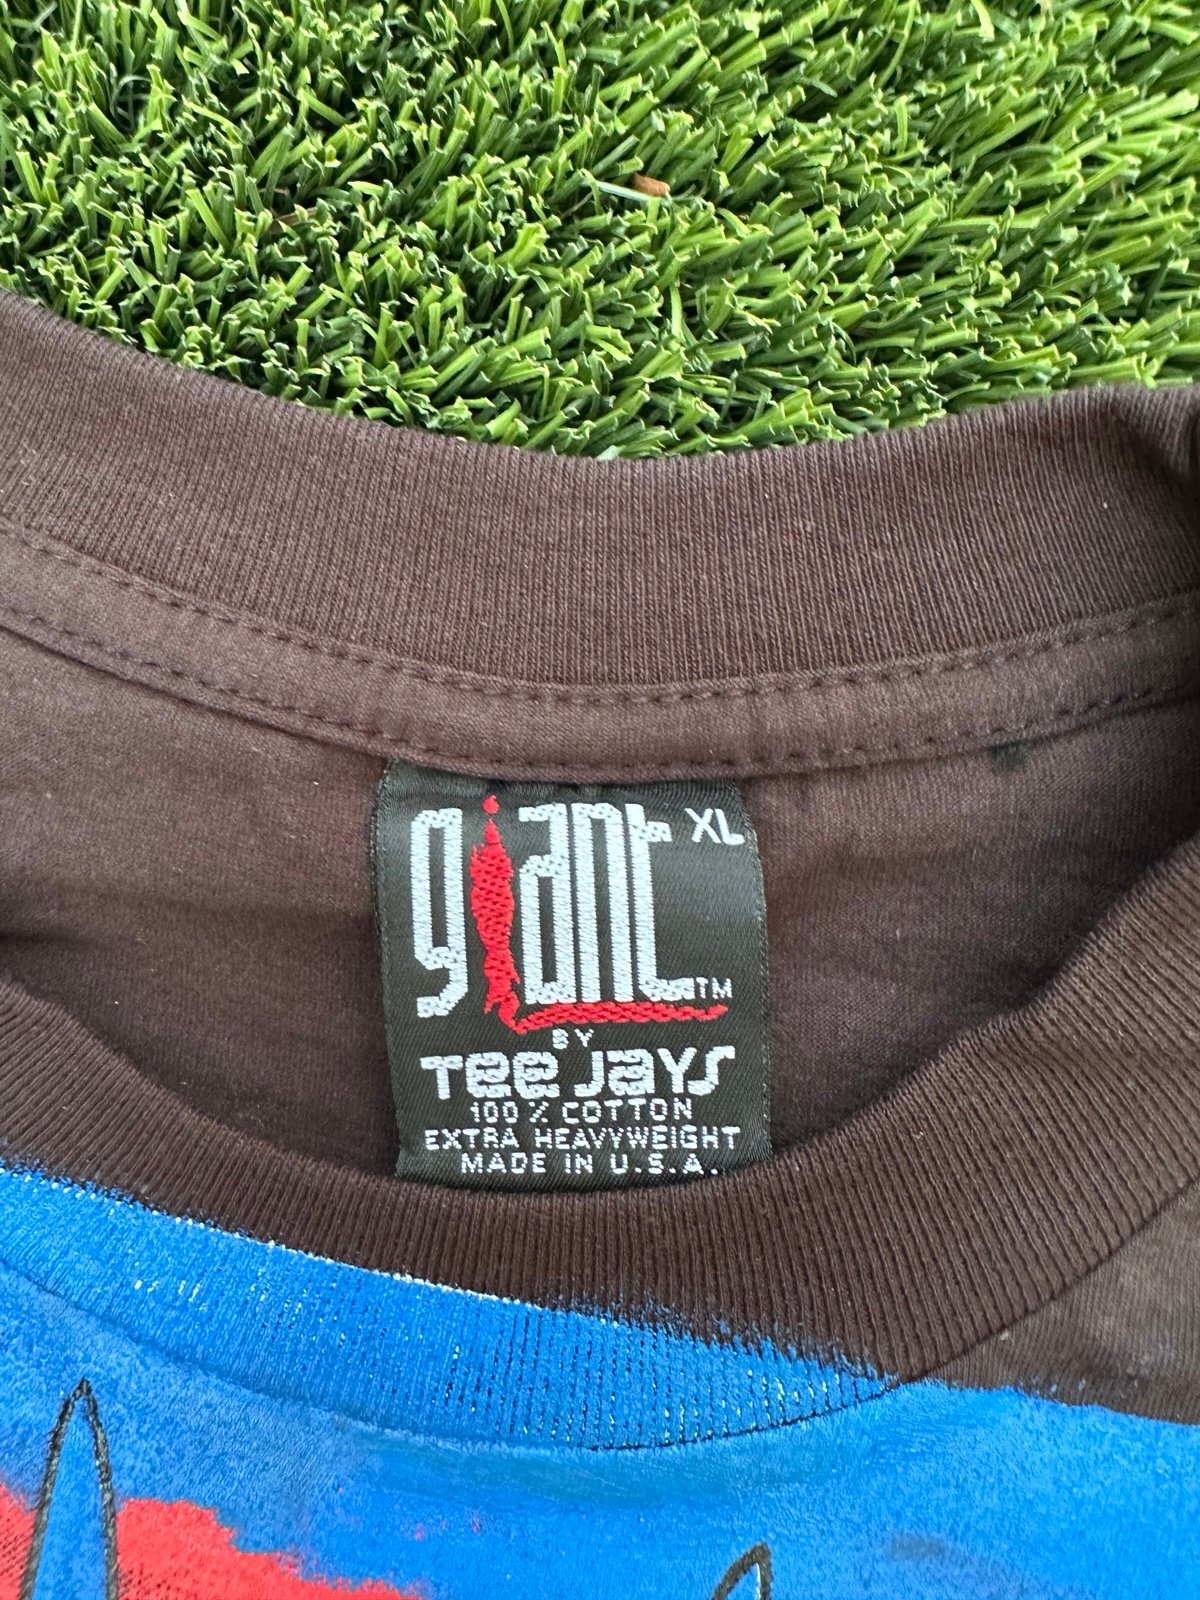 giant XL
TM
BY
Tee Jays
100% COTTON
EXTRA HEAVYWEIGHT
MADE IN U.S.A.